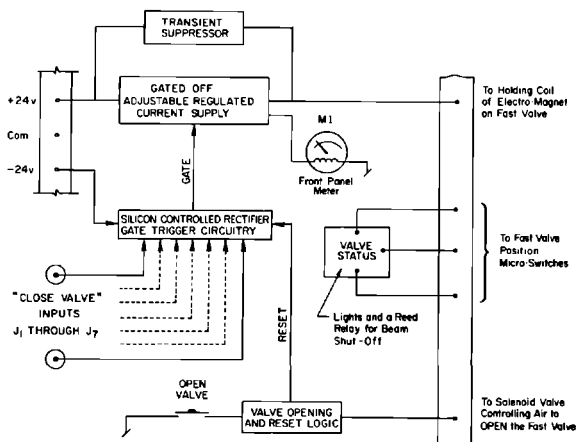 TRANSIENT
SUPPRESSOR
+24v
Com
-24v
GATED OFF
ADJUSTABLE REGULATED
CURRENT SUPPLY
To Holding Coil
of Electro-Magnet
on Fast Valve
M1
Front Panel
Meter
GATE
SILICON CONTROLLED RECTIFIER
GATE TRIGGER CIRCUITRY
VALVE
STATUS
To Fast Valve
Position
Micro-Switches
"CLOSE VALVE"
INPUTS
J1 THROUGH J7
RESET
Lights and a Reed
Relay for Beam
Shut-Off
OPEN
VALVE
VALVE OPENING
AND RESET LOGIC
To Solenoid Valve
Controlling Air to
OPEN the Fast Valve